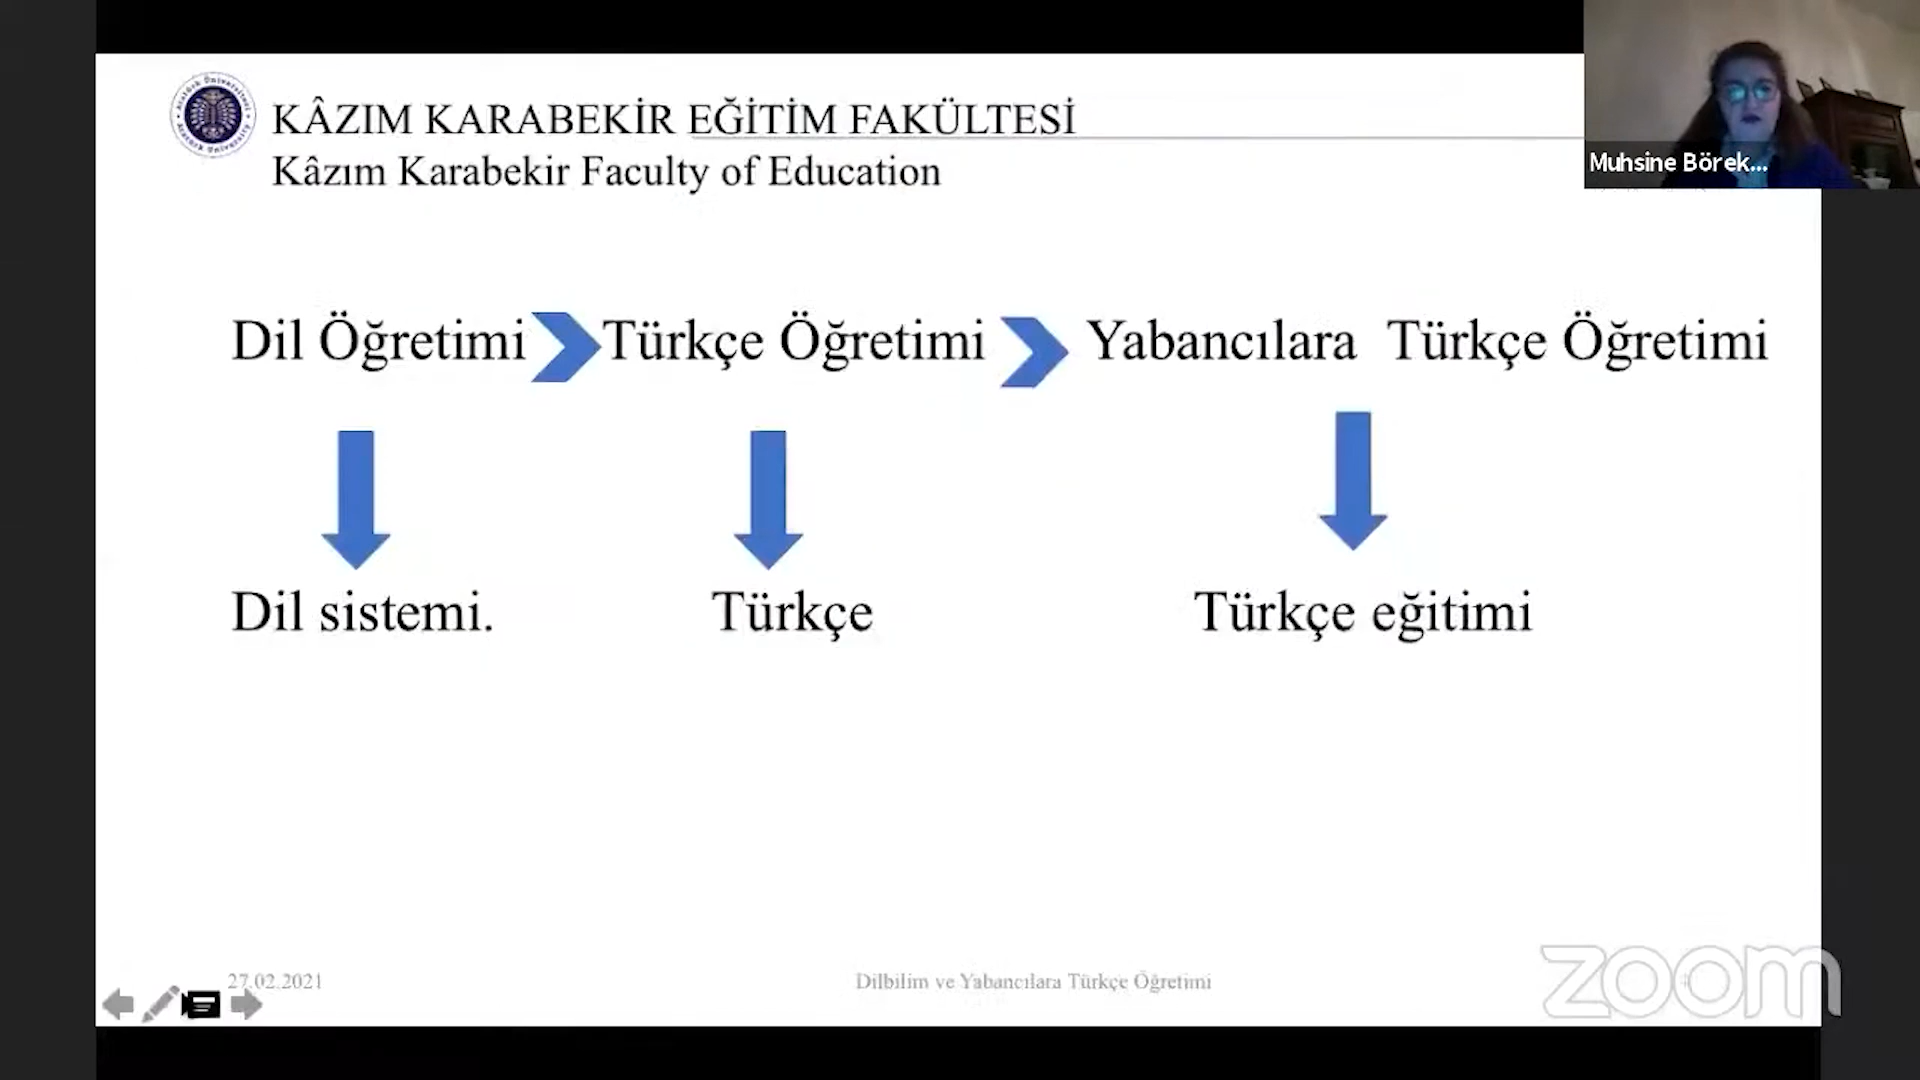 KÂZIM KARABEKİR EĞİTİM FAKÜLTESİ
Kâzım Karabekir Faculty of Education
Muhsine Börek...
Dil Öğretimi Türkçe Öğretimi Yabancılara Türkçe Öğretimi
Dil sistemi. Türkçe Türkçe eğitimi
27.02.2021 Dilbilim ve Yabancılara Türkçe Öğretimi
zoom